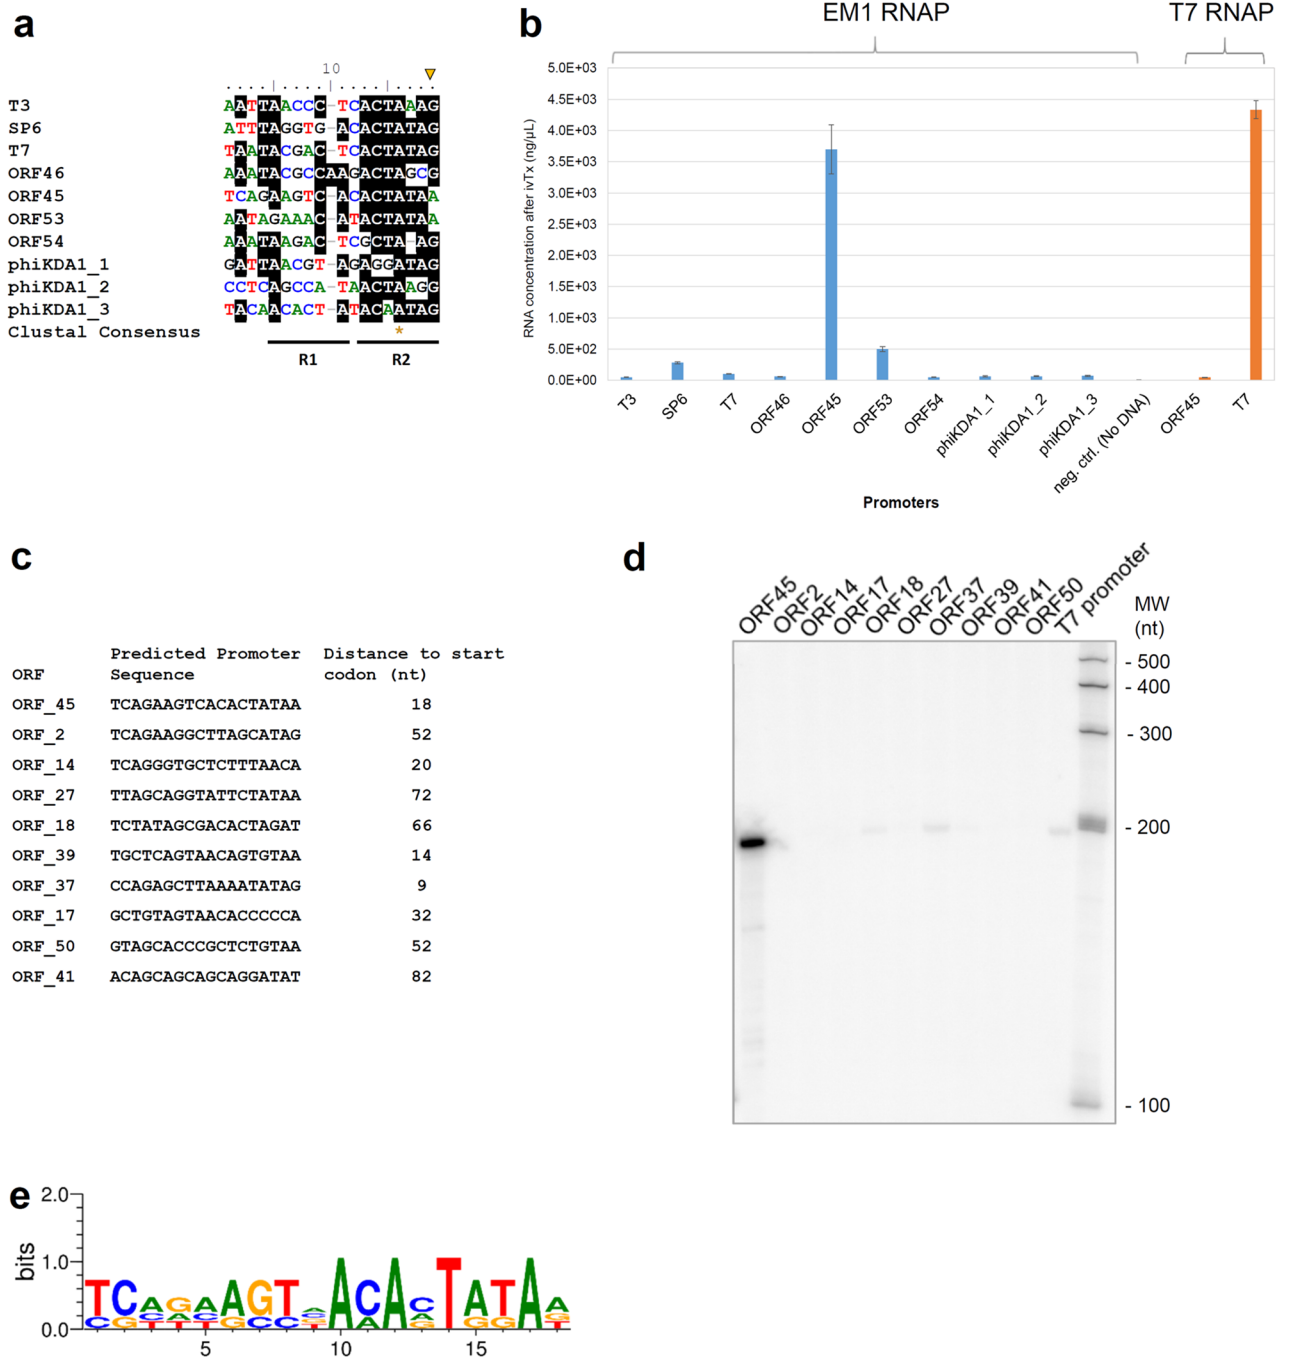 a
10
T3 AATTAACCC-TCACTAAAG
SP6 ATTTAGGTG-ACACTATAG
T7 TAATACGAC-TCACTATAG
ORF46 AAATACGCCAAGACTAGCG
ORF45 TCAGAAGTC-ACACTATAA
ORF53 AATAGAAAC-ATACTATAA
ORF54 AAATAAGAC-TCGCTA-AG
phiKDA1_1 GATTAACGT-AGAGGATAG
phiKDA1_2 CCTCAGCCA-TAACTAAGG
phiKDA1_3 TACAACACT-ATACAATAG
Clustal Consensus *
R1 R2
b
EM1 RNAP T7 RNAP
RNA concentration after ivTx (ng/µL)
5.0E+03
4.5E+03
4.0E+03
3.5E+03
3.0E+03
2.5E+03
2.0E+03
1.5E+03
1.0E+03
5.0E+02
0.0E+00
T3 SP6 T7 ORF46 ORF45 ORF53 ORF54 phiKDA1_1 phiKDA1_2 phiKDA1_3 neg. ctrl. (No DNA) ORF45 T7
Promoters
c
Predicted Promoter Distance to start
ORF Sequence codon (nt)
ORF_45 TCAGAAGTCACACTATAA 18
ORF_2 TCAGAAGGCTTAGCATAG 52
ORF_14 TCAGGGTGCTCTTTAACA 20
ORF_27 TTAGCAGGTATTCTATAA 72
ORF_18 TCTATAGCGACACTAGAT 66
ORF_39 TGCTCAGTAACAGTGTAA 14
ORF_37 CCAGAGCTTAAAATATAG 9
ORF_17 GCTGTAGTAACACCCCCA 32
ORF_50 GTAGCACCCGCTCTGTAA 52
ORF_41 ACAGCAGCAGCAGGATAT 82
d
ORF45 ORF2 ORF14 ORF17 ORF18 ORF27 ORF37 ORF39 ORF41 ORF50 T7 promoter
MW
(nt)
- 500
- 400
- 300
- 200
- 100
e
bits
2.0
1.0
0.0
5 10 15